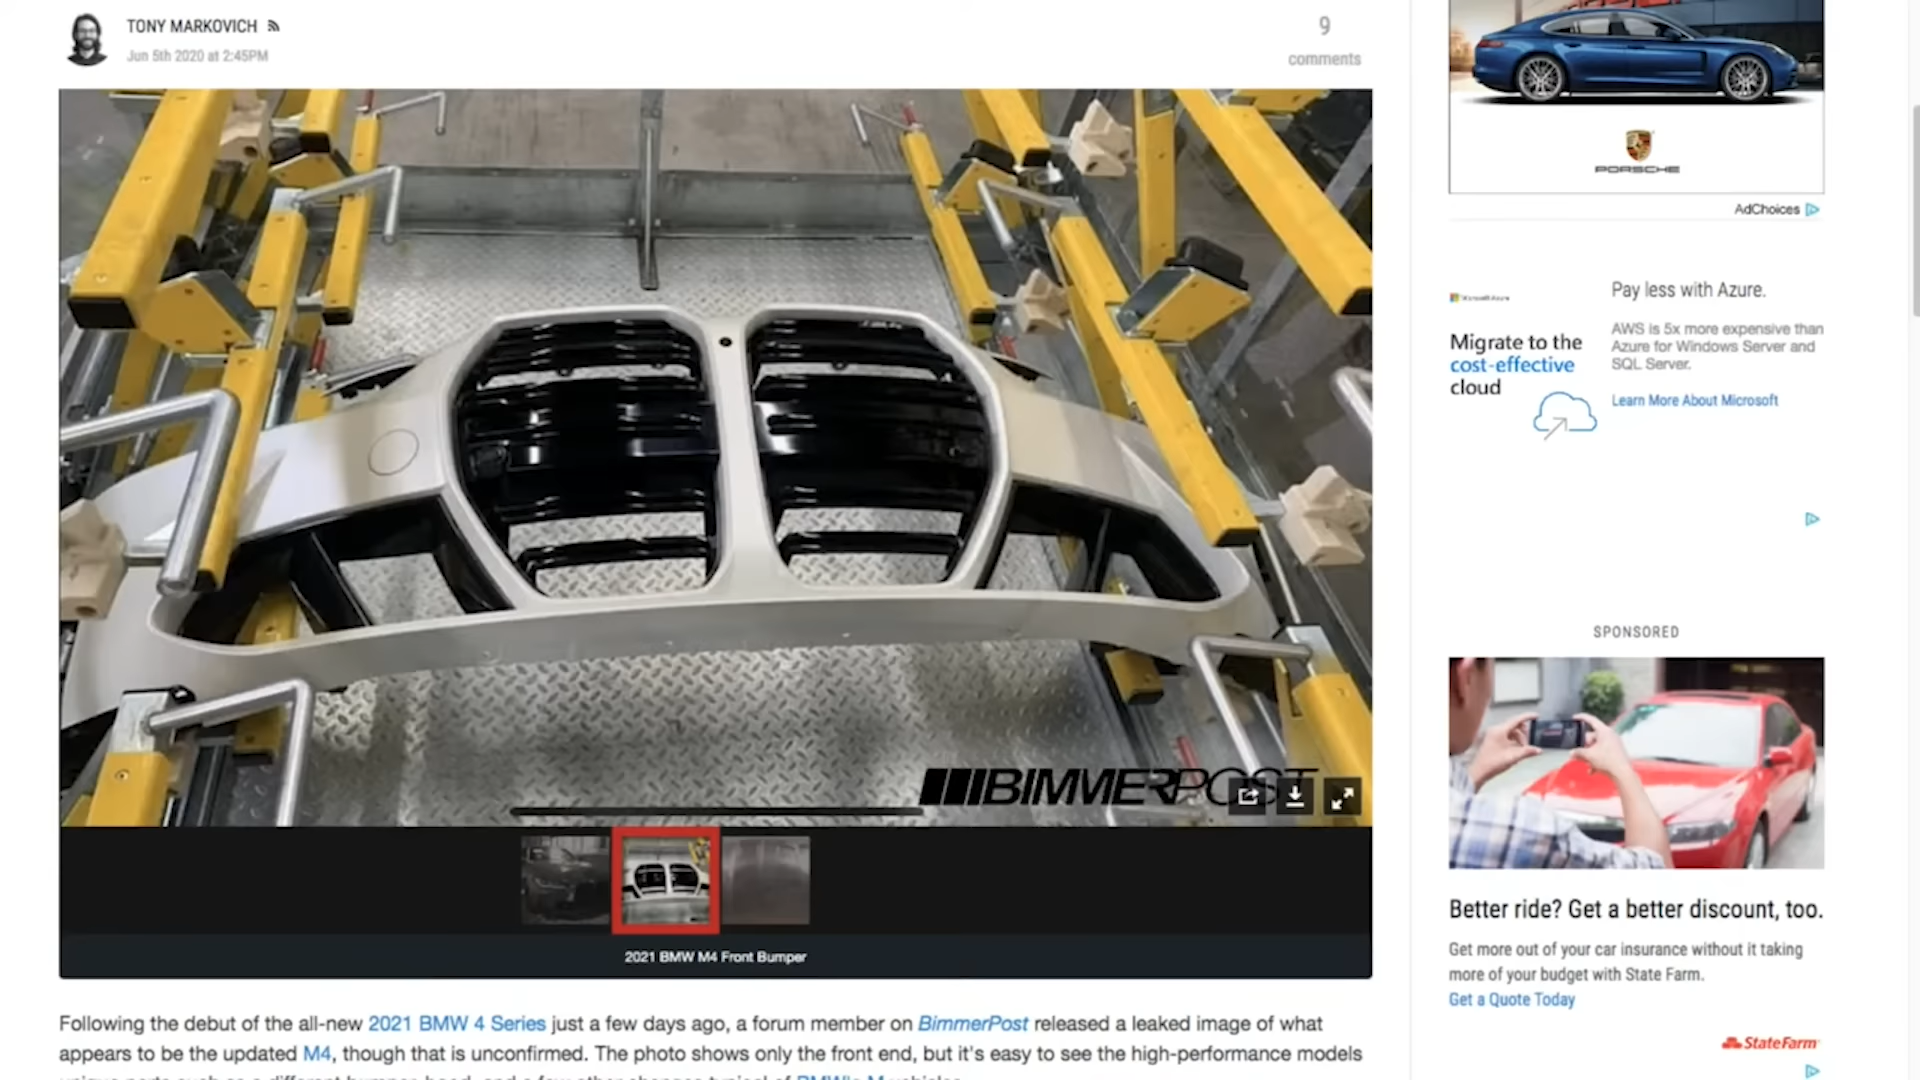 TONY MARKOVICH
Jun 5th 2020 at 2:45PM
9
comments
BIMMERPOST
2021 BMW M4 Front Bumper
Following the debut of the all-new 2021 BMW 4 Series just a few days ago, a forum member on BimmerPost released a leaked image of what
appears to be the updated M4, though that is unconfirmed. The photo shows only the front end, but it's easy to see the high-performance models
PORSCHE
AdChoices
Microsoft Azure
Migrate to the
cost-effective
cloud
Pay less with Azure.
AWS is 5x more expensive than
Azure for Windows Server and
SQL Server.
Learn More About Microsoft
SPONSORED
Better ride? Get a better discount, too.
Get more out of your car insurance without it taking
more of your budget with State Farm.
Get a Quote Today
StateFarm